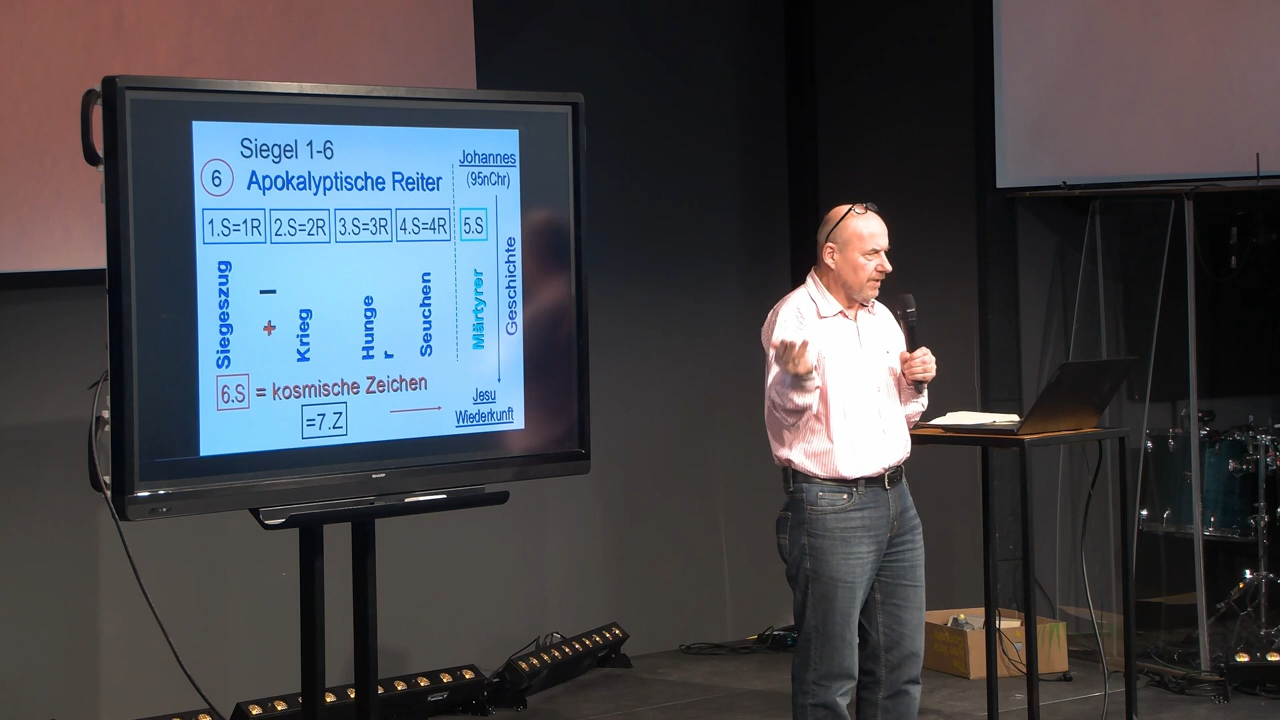 Siegel 1-6
6 Apokalyptische Reiter
Johannes
(95nChr)
1.S=1R 2.S=2R 3.S=3R 4.S=4R 5.S
Siegeszug
–
+
Krieg
Hunge
r
Seuchen
Märtyrer
Geschichte
6.S = kosmische Zeichen
=7.Z
Jesu
Wiederkunft
SHARP